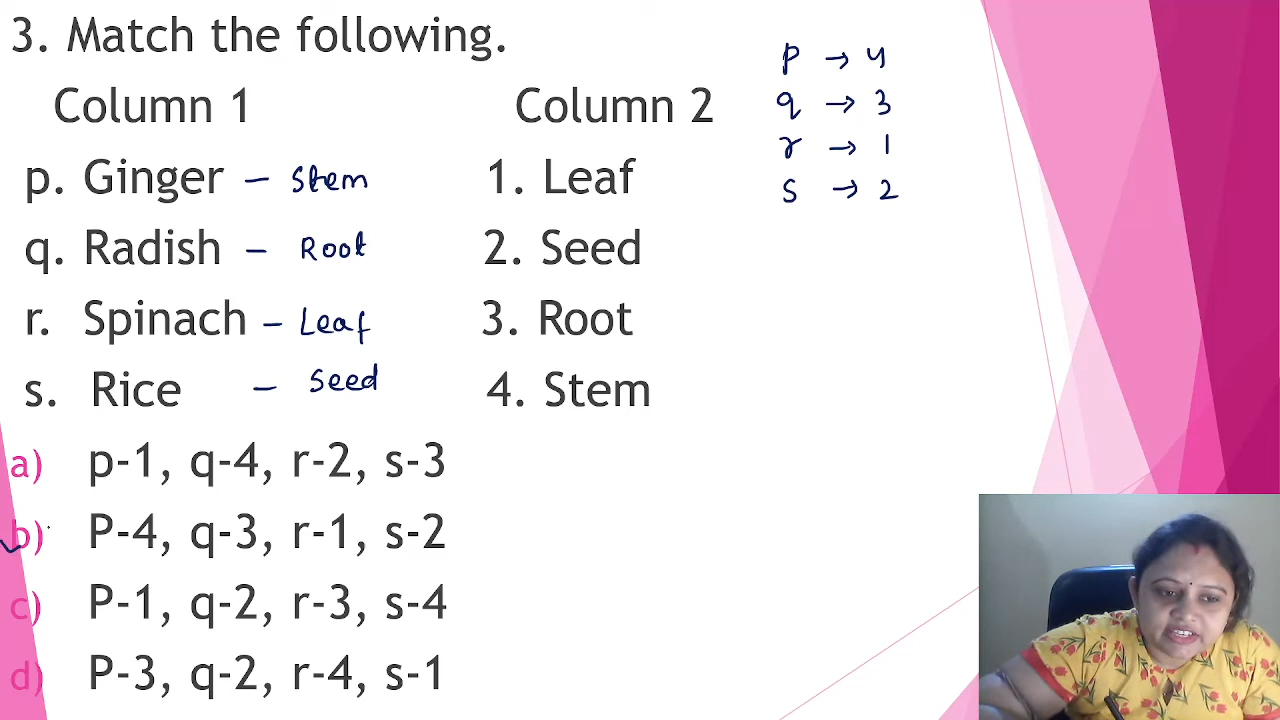 3. Match the following.
Column 1 Column 2
p. Ginger – Stem 1. Leaf
q. Radish – Root 2. Seed
r. Spinach – Leaf 3. Root
s. Rice – Seed 4. Stem
a) p-1, q-4, r-2, s-3
b) P-4, q-3, r-1, s-2
c) P-1, q-2, r-3, s-4
d) P-3, q-2, r-4, s-1
p → 4
q → 3
r → 1
s → 2